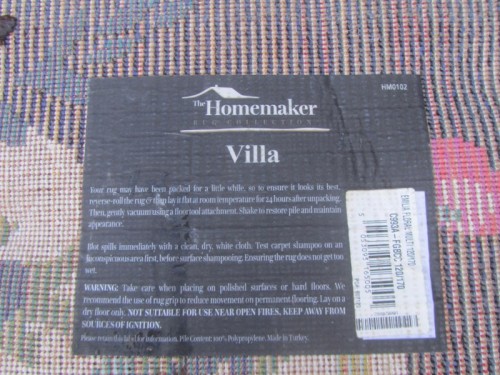 HM0102
The Homemaker
RUG COLLECTION
Villa
Your rug may have been packed for a little while, so to ensure it looks its best,
reverse-roll the rug & then lay it flat at room temperature for 24 hours after unpacking.
Then, gently vacuum using a floor tool attachment. Shake to restore pile and maintain
appearance.
Blot spills immediately with a clean, dry, white cloth. Test carpet shampoo on an
inconspicuous area first, before surface shampooing. Ensuring the rug does not get too
wet.
WARNING: Take care when placing on polished surfaces or hard floors. We
recommend the use of rug grip to reduce movement on permanent flooring. Lay on a
dry floor only. NOT SUITABLE FOR USE NEAR OPEN FIRES, KEEP AWAY FROM
SOURCES OF IGNITION.
Please retain this label for information. Pile Content: 100% Polypropylene. Made in Turkey.
120/170